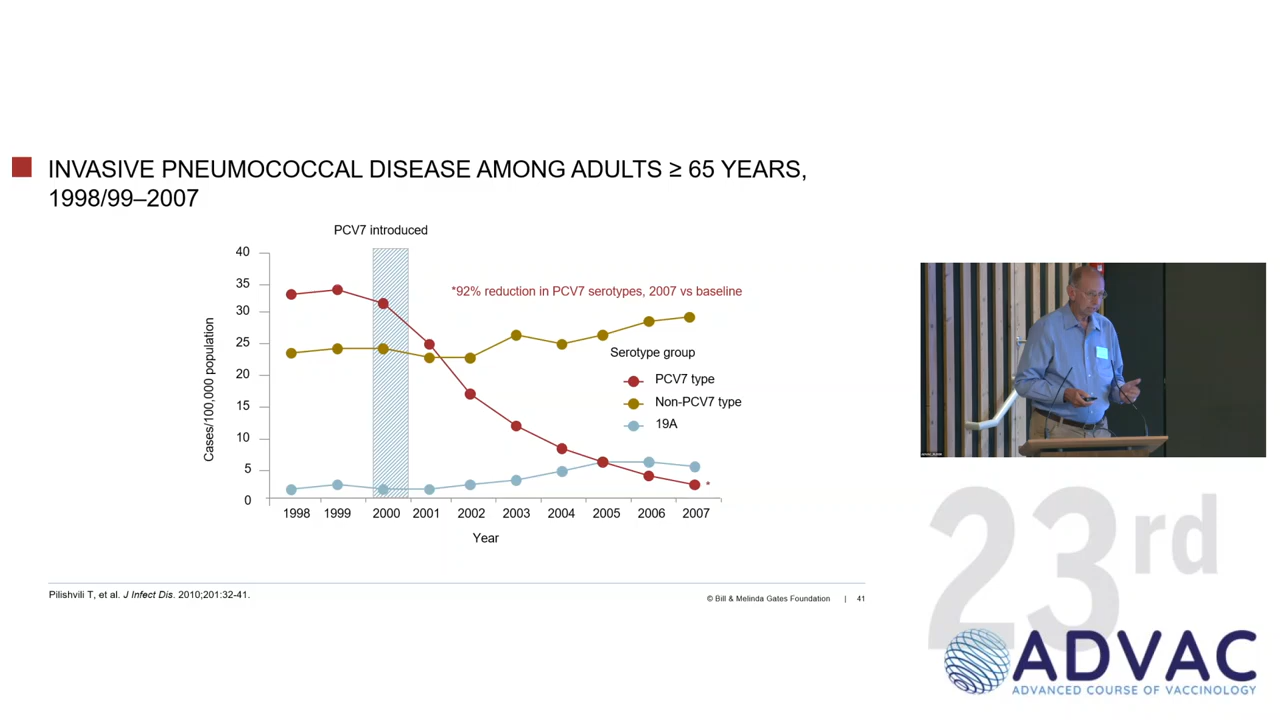 INVASIVE PNEUMOCOCCAL DISEASE AMONG ADULTS ≥ 65 YEARS,
1998/99–2007
PCV7 introduced
40
35
30
25
20
15
10
5
0
Cases/100,000 population
*92% reduction in PCV7 serotypes, 2007 vs baseline
Serotype group
PCV7 type
Non-PCV7 type
19A
*
1998 1999 2000 2001 2002 2003 2004 2005 2006 2007
Year
Pilishvili T, et al. J Infect Dis. 2010;201:32-41.
© Bill & Melinda Gates Foundation | 41
23rd
ADVAC
ADVANCED COURSE OF VACCINOLOGY